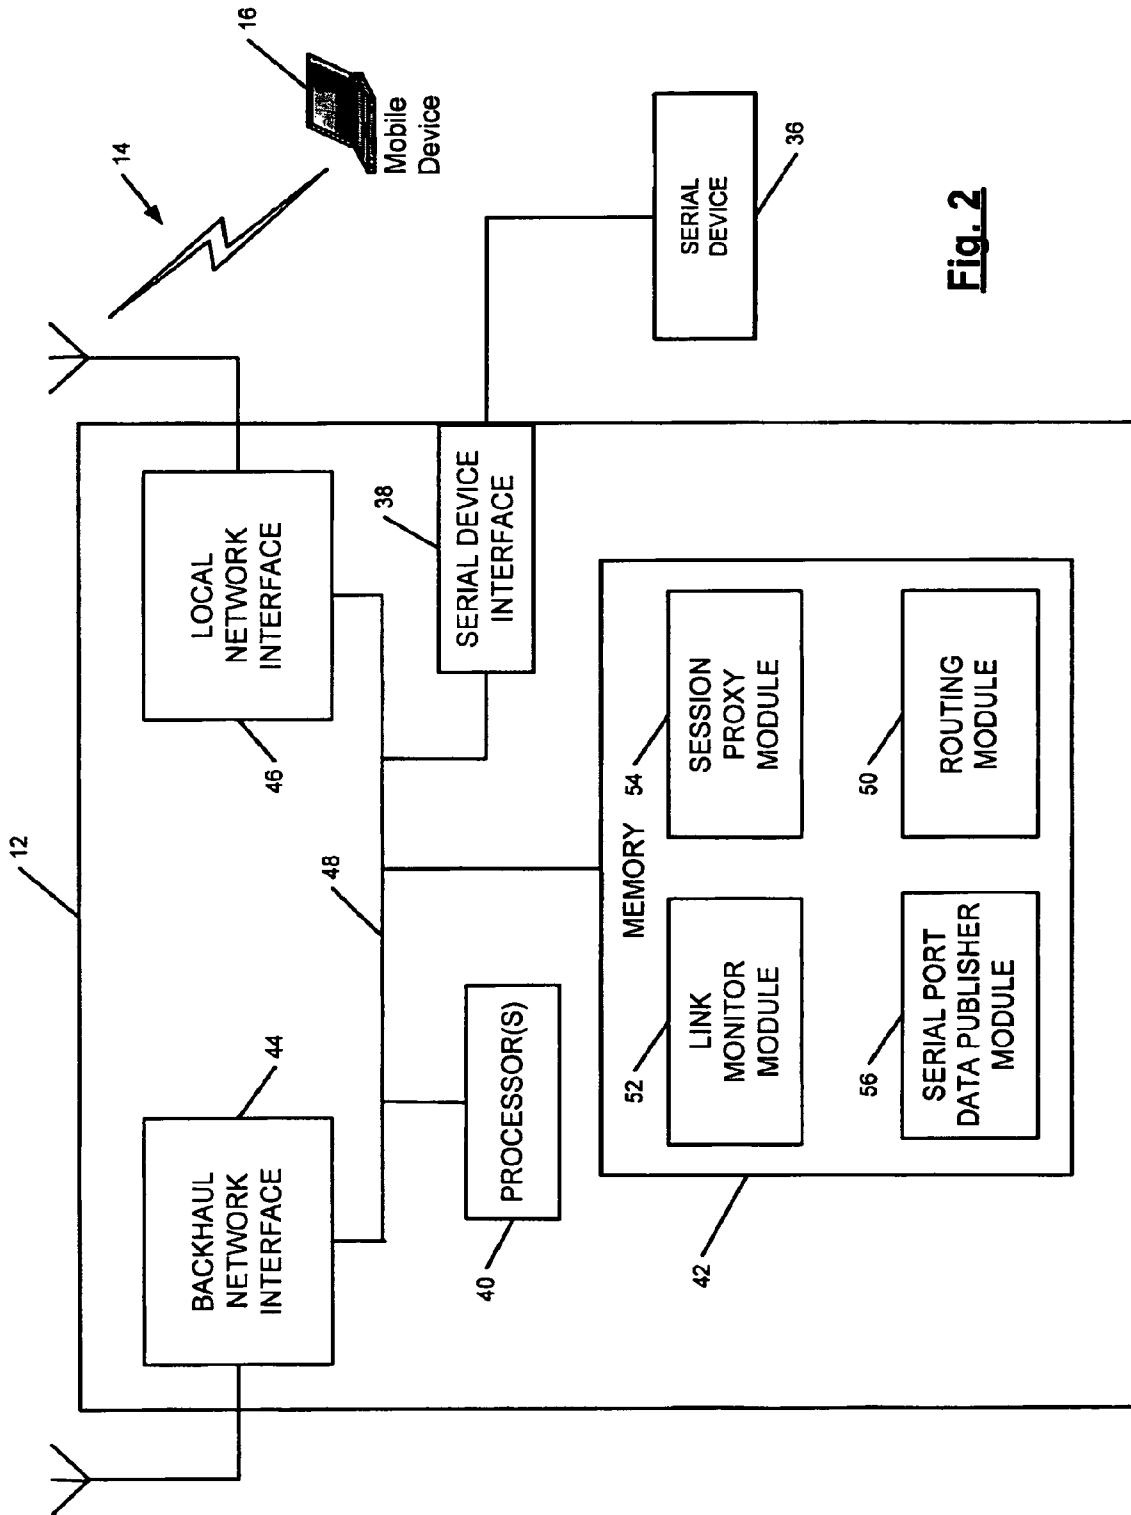 12
44
BACKHAUL
NETWORK
INTERFACE
LOCAL
NETWORK
INTERFACE
46
14
16
Mobile
Device
48
38
SERIAL DEVICE
INTERFACE
PROCESSOR(S)
40
SERIAL
DEVICE
36
MEMORY
52
LINK
MONITOR
MODULE
54
SESSION
PROXY
MODULE
56
SERIAL PORT
DATA PUBLISHER
MODULE
50
ROUTING
MODULE
42
Fig. 2